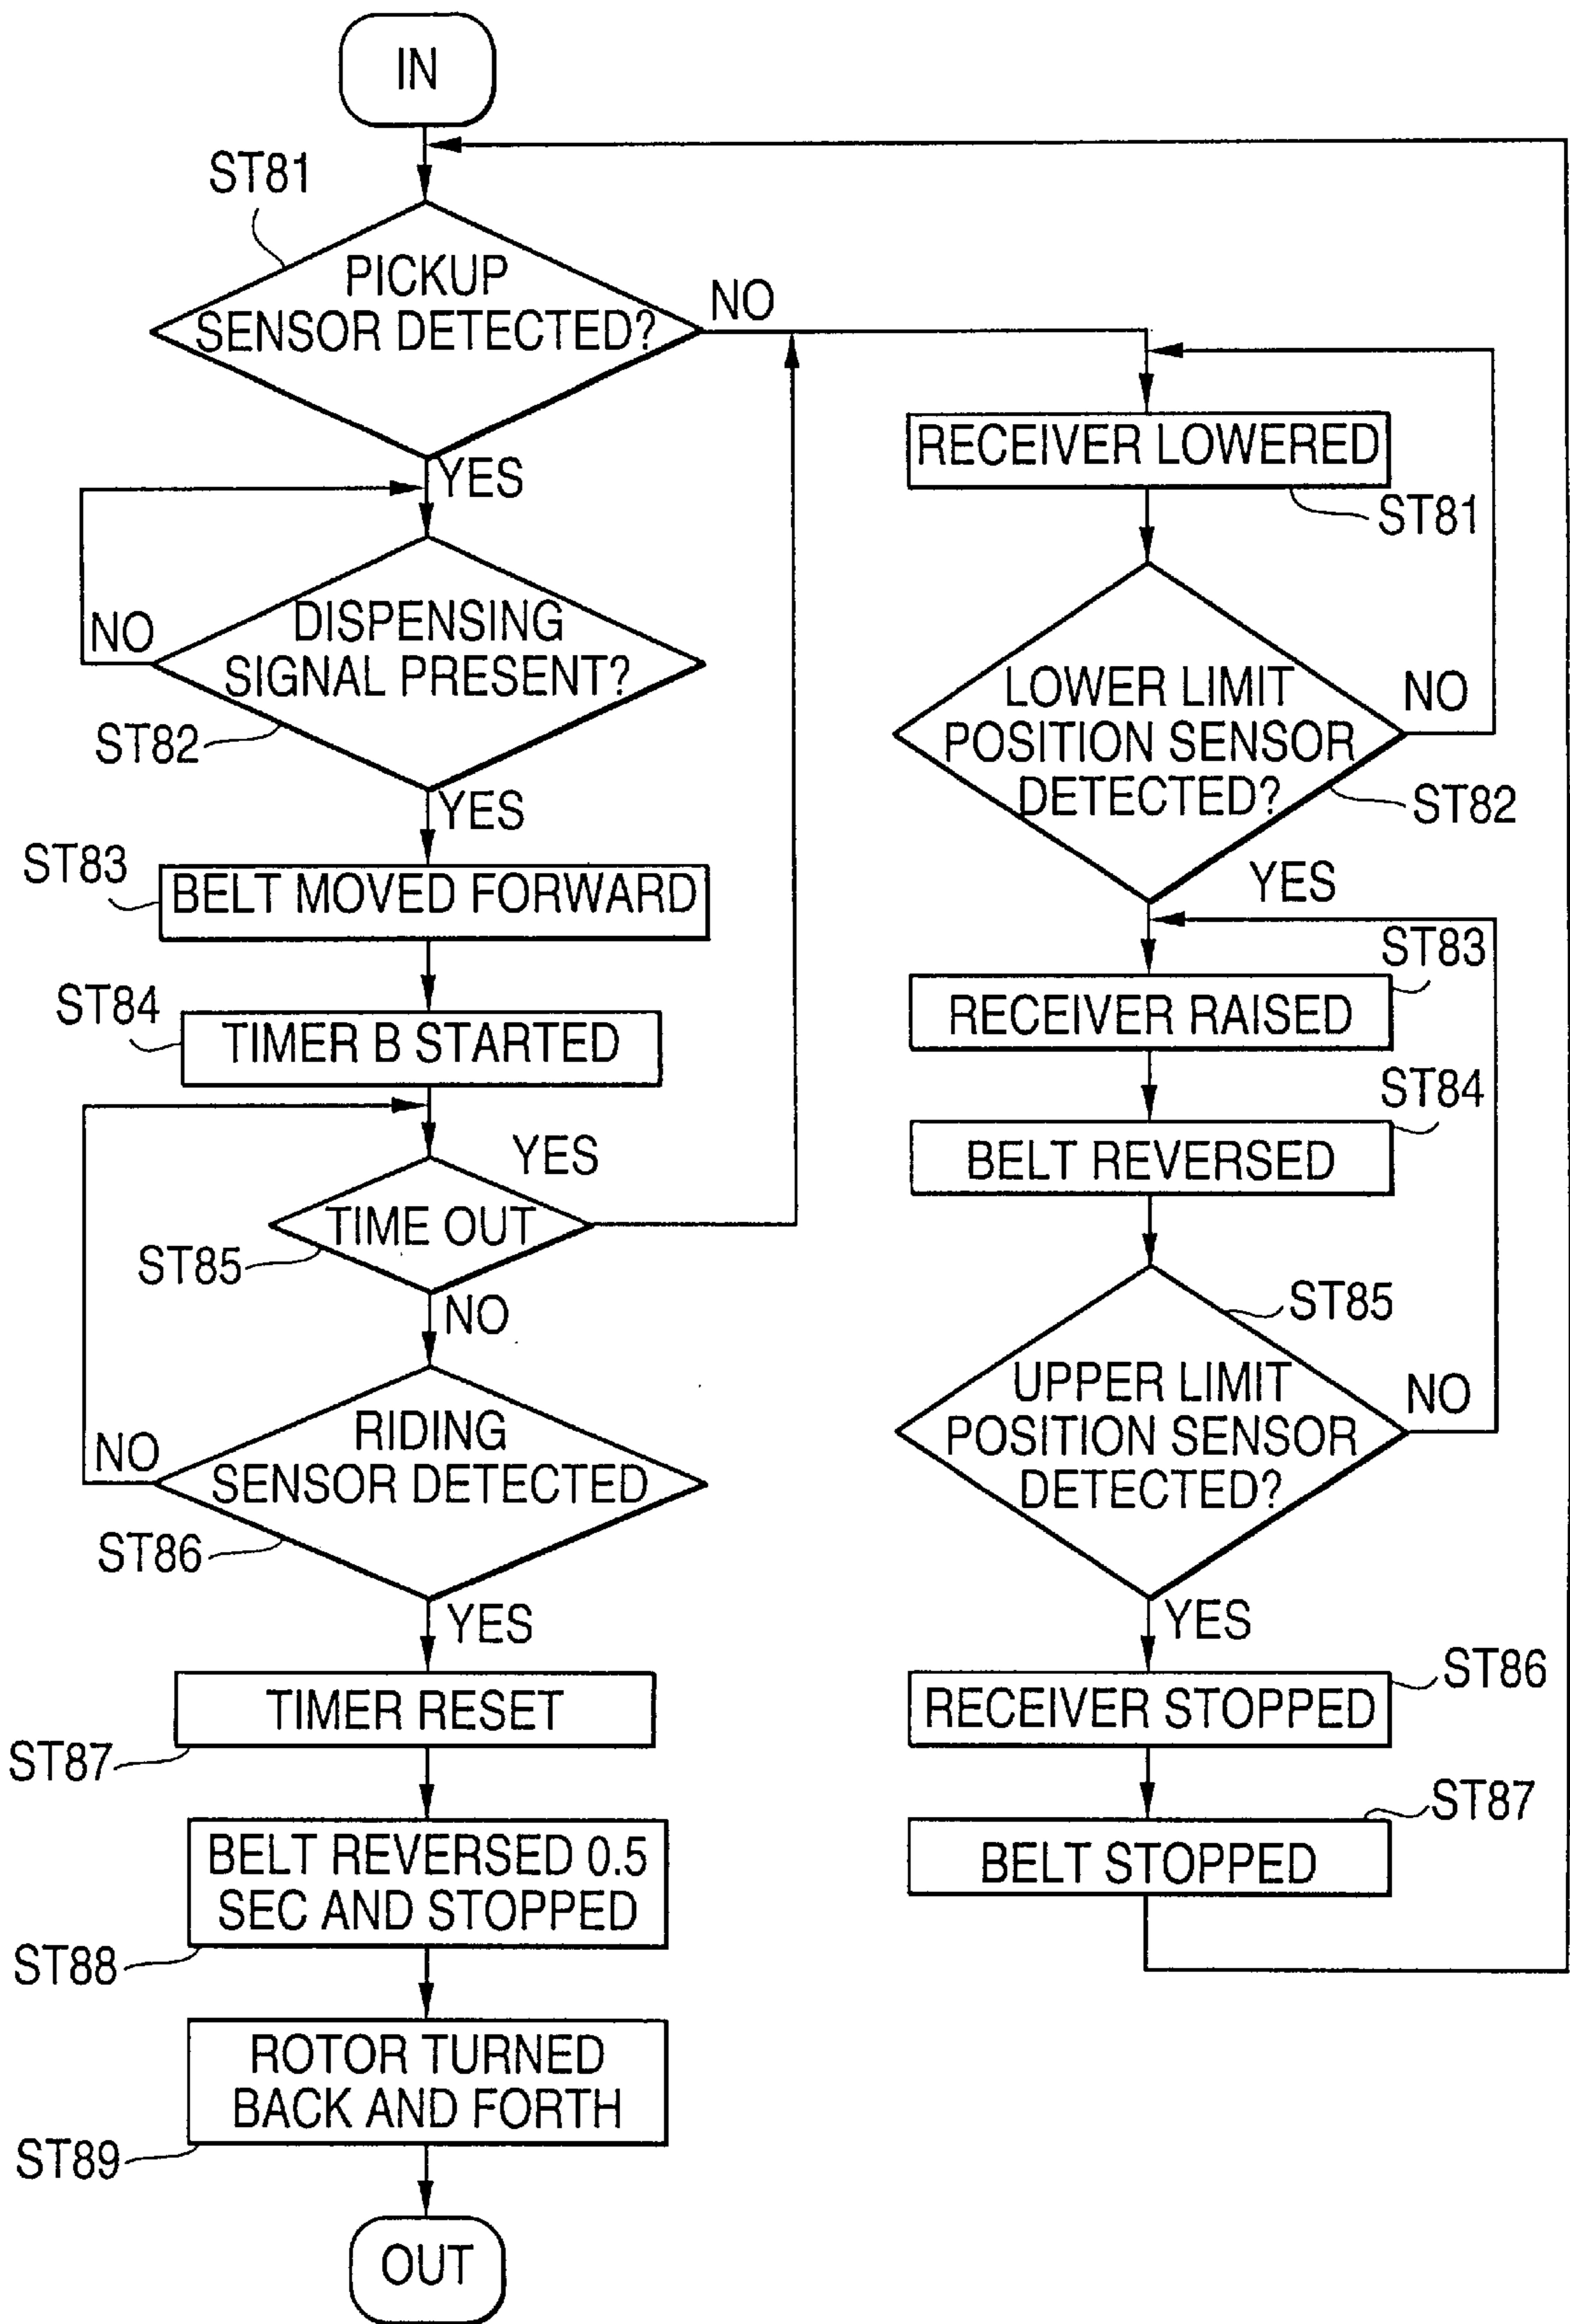 IN
ST81
PICKUP
SENSOR DETECTED?
NO
YES
NO
DISPENSING
SIGNAL PRESENT?
ST82
YES
ST83
BELT MOVED FORWARD
ST84
TIMER B STARTED
YES
TIME OUT
ST85
NO
RIDING
SENSOR DETECTED
NO
ST86
YES
TIMER RESET
ST87
BELT REVERSED 0.5
SEC AND STOPPED
ST88
ROTOR TURNED
BACK AND FORTH
ST89
OUT
RECEIVER LOWERED
ST81
LOWER LIMIT
POSITION SENSOR
DETECTED?
NO
ST82
YES
ST83
RECEIVER RAISED
ST84
BELT REVERSED
ST85
UPPER LIMIT
POSITION SENSOR
DETECTED?
NO
YES
ST86
RECEIVER STOPPED
ST87
BELT STOPPED